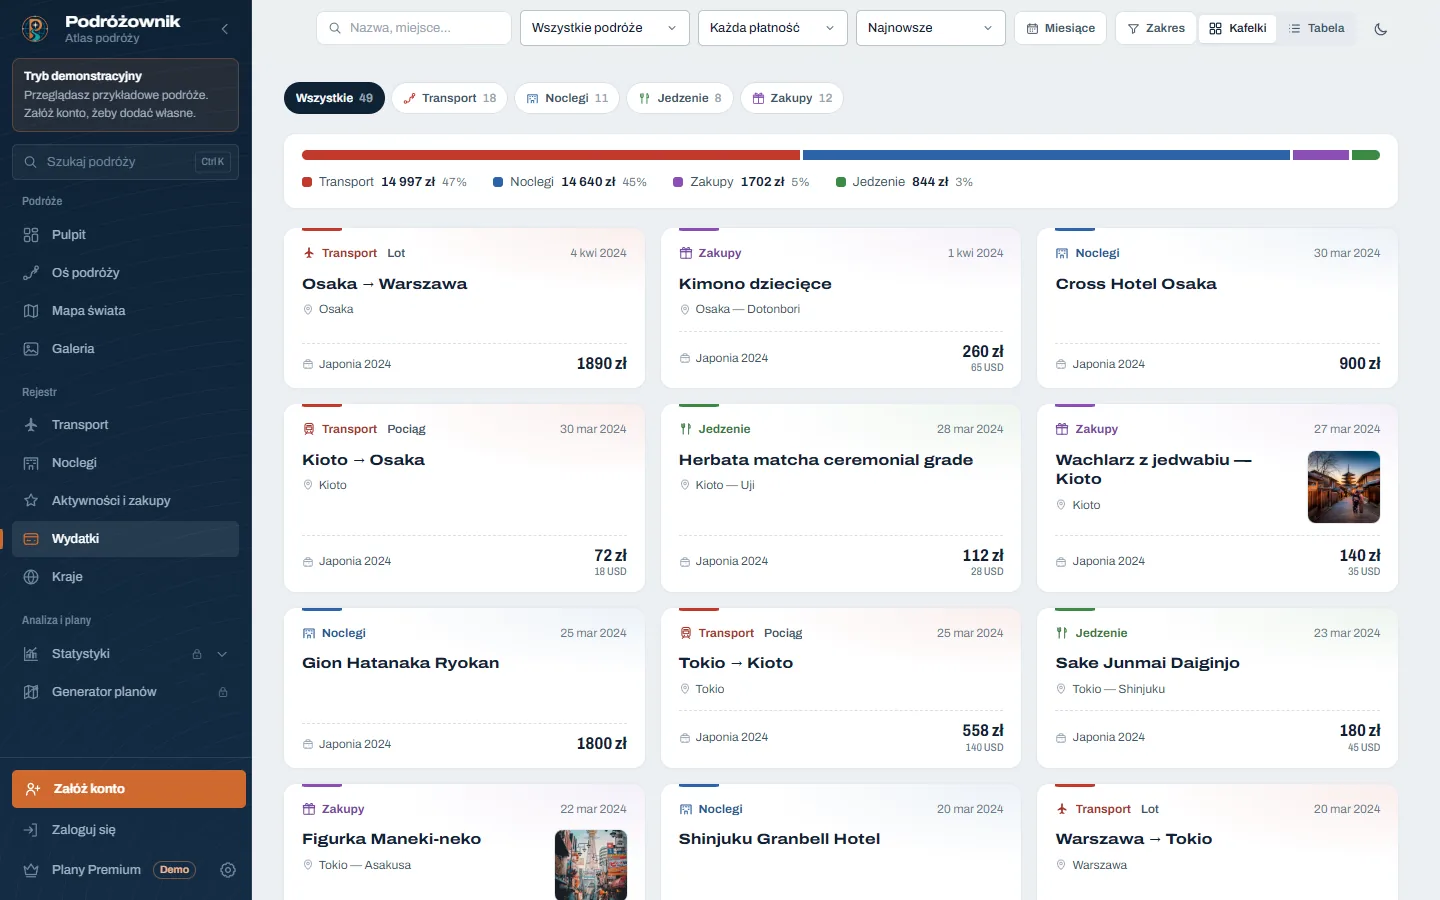 Podróżownik
Atlas podróży
Tryb demonstracyjny
Przeglądasz przykładowe podróże.
Załóż konto, żeby dodać własne.
Szukaj podróży
Ctrl K
Podróże
Pulpit
Oś podróży
Mapa świata
Galeria
Rejestr
Transport
Noclegi
Aktywności i zakupy
Wydatki
Kraje
Analiza i plany
Statystyki
Generator planów
Załóż konto
Zaloguj się
Plany Premium Demo
Nazwa, miejsce...
Wszystkie podróże
Każda płatność
Najnowsze
Miesiące
Zakres
Kafelki
Tabela
Wszystkie 49
Transport 18
Noclegi 11
Jedzenie 8
Zakupy 12
Transport 14 997 zł 47%
Noclegi 14 640 zł 45%
Zakupy 1702 zł 5%
Jedzenie 844 zł 3%
Transport Lot 4 kwi 2024
Osaka → Warszawa
Osaka
Japonia 2024 1890 zł
Zakupy 1 kwi 2024
Kimono dziecięce
Osaka — Dotonbori
Japonia 2024 260 zł
65 USD
Noclegi 30 mar 2024
Cross Hotel Osaka
Japonia 2024 900 zł
Transport Pociąg 30 mar 2024
Kioto → Osaka
Kioto
Japonia 2024 72 zł
18 USD
Jedzenie 28 mar 2024
Herbata matcha ceremonial grade
Kioto — Uji
Japonia 2024 112 zł
28 USD
Zakupy 27 mar 2024
Wachlarz z jedwabiu —
Kioto
Kioto
Japonia 2024 140 zł
35 USD
Noclegi 25 mar 2024
Gion Hatanaka Ryokan
Japonia 2024 1800 zł
Transport Pociąg 25 mar 2024
Tokio → Kioto
Tokio
Japonia 2024 558 zł
140 USD
Jedzenie 23 mar 2024
Sake Junmai Daiginjo
Tokio — Shinjuku
Japonia 2024 180 zł
45 USD
Zakupy 22 mar 2024
Figurka Maneki-neko
Tokio — Asakusa
Noclegi 20 mar 2024
Shinjuku Granbell Hotel
Transport Lot 20 mar 2024
Warszawa → Tokio
Warszawa